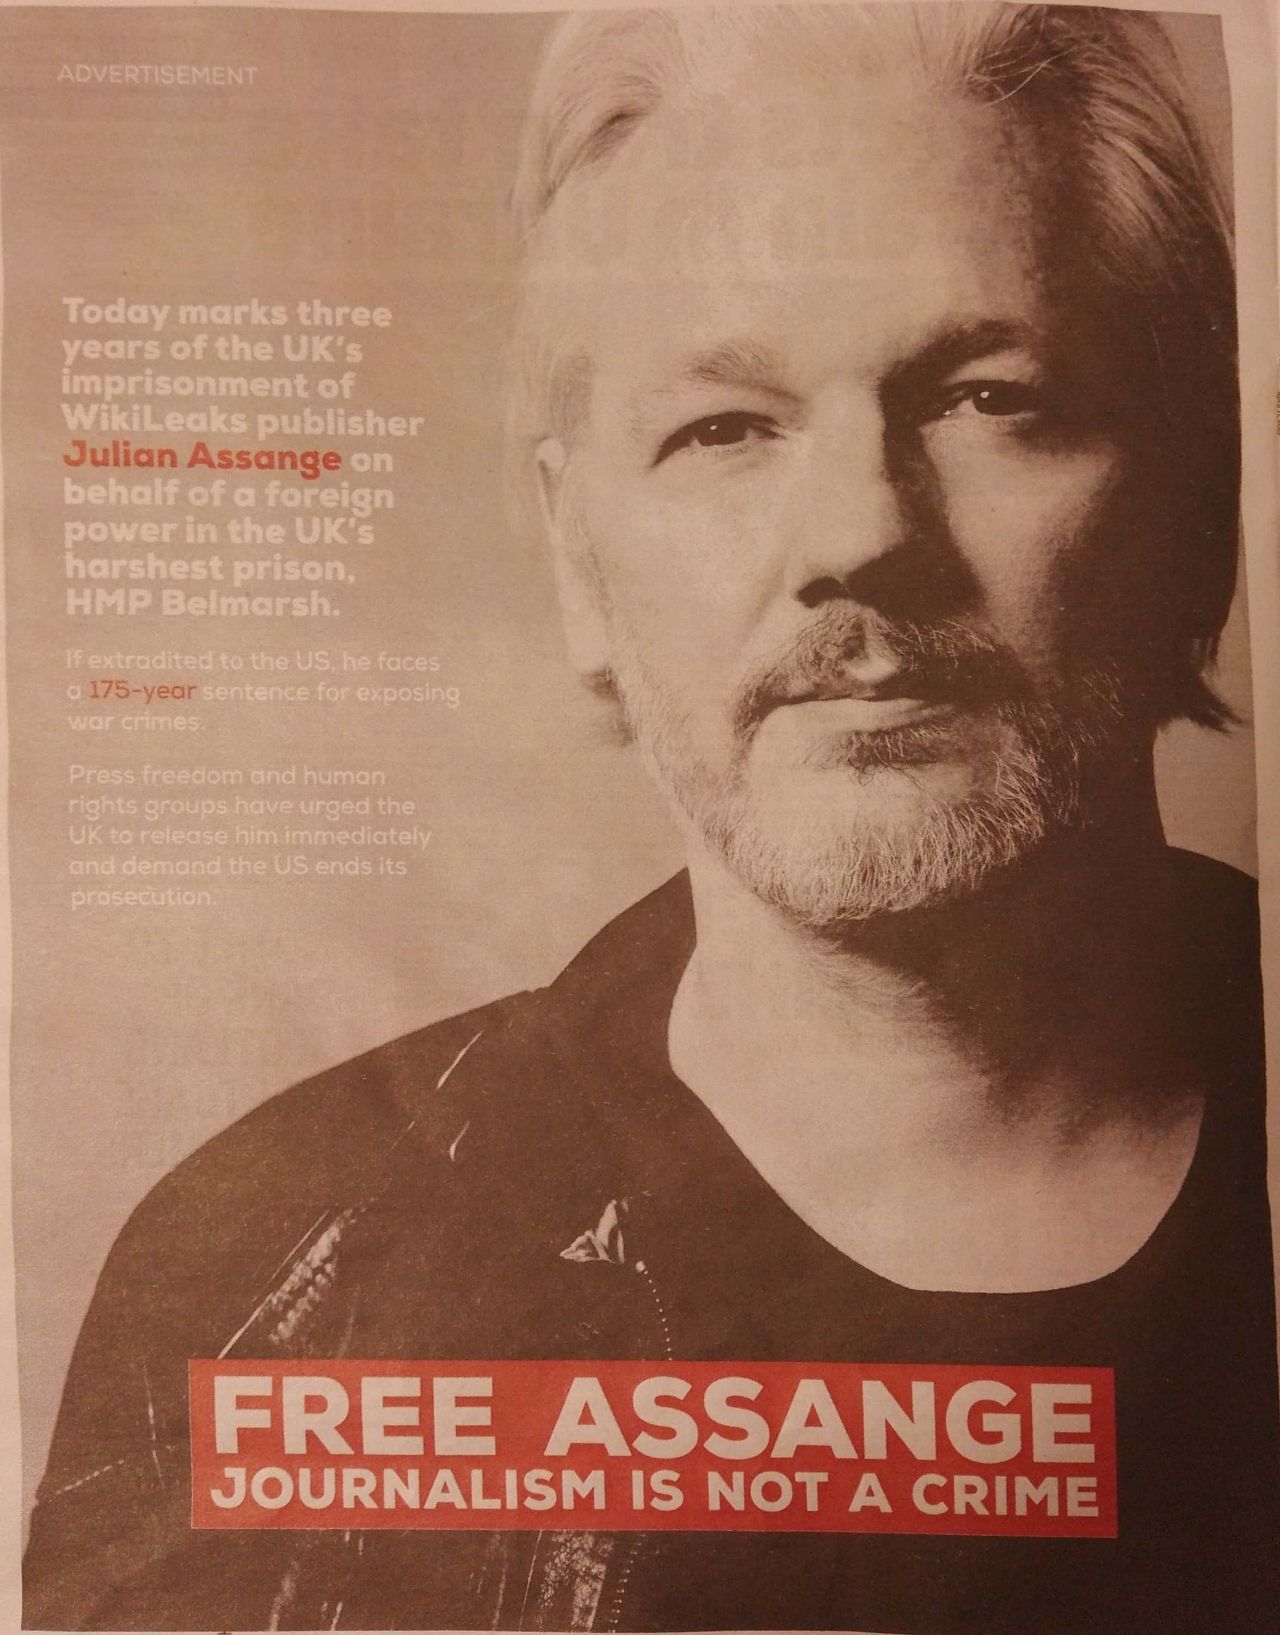 ADVERTISEMENT
Today marks three
years of the UK's
imprisonment of
WikiLeaks publisher
Julian Assange on
behalf of a foreign
power in the UK's
harshest prison,
HMP Belmarsh.
If extradited to the US, he faces
a 175-year sentence for exposing
war crimes.
Press freedom and human
rights groups have urged the
UK to release him immediately
and demand the US ends its
prosecution.
FREE ASSANGE
JOURNALISM IS NOT A CRIME